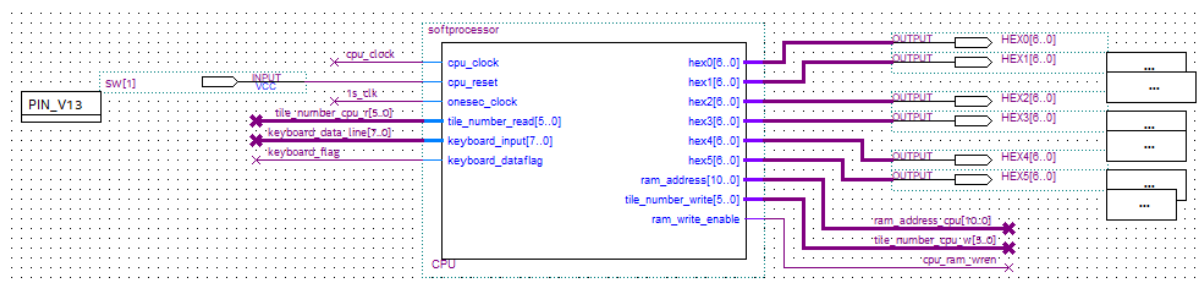 softprocessor
cpu_clock
cpu_clock
SW[1]
INPUT
VCC
cpu_reset
PIN_V13
1s_clk
onesec_clock
tile_number_cpu_r[5..0]
tile_number_read[5..0]
keyboard_data_line[7..0]
keyboard_input[7..0]
keyboard_flag
keyboard_dataflag
hex0[6..0]
OUTPUT
HEX0[6..0]
hex1[6..0]
OUTPUT
HEX1[6..0]
...
...
hex2[6..0]
OUTPUT
HEX2[6..0]
hex3[6..0]
OUTPUT
HEX3[6..0]
...
...
hex4[6..0]
OUTPUT
HEX4[6..0]
hex5[6..0]
OUTPUT
HEX5[6..0]
...
...
ram_address[10..0]
tile_number_write[5..0]
ram_write_enable
ram_address_cpu[10..0]
tile_number_cpu_w[5..0]
cpu_ram_wren
CPU